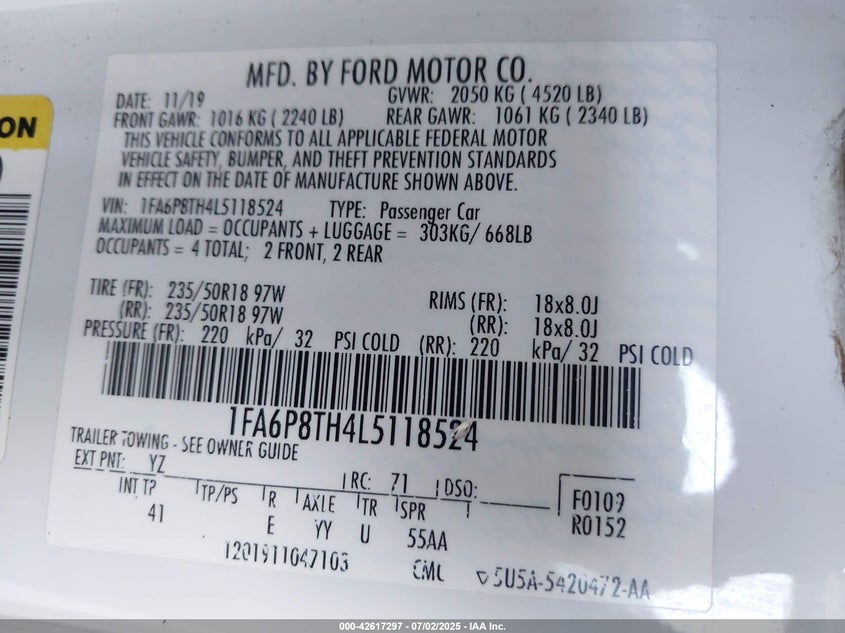 ON
MFD. BY FORD MOTOR CO.
DATE: 11/19 GVWR: 2050 KG ( 4520 LB)
FRONT GAWR: 1016 KG ( 2240 LB) REAR GAWR: 1061 KG ( 2340 LB)
THIS VEHICLE CONFORMS TO ALL APPLICABLE FEDERAL MOTOR
VEHICLE SAFETY, BUMPER, AND THEFT PREVENTION STANDARDS
IN EFFECT ON THE DATE OF MANUFACTURE SHOWN ABOVE.
VIN: 1FA6P8TH4L5118524 TYPE: Passenger Car
MAXIMUM LOAD = OCCUPANTS + LUGGAGE = 303KG/ 668LB
OCCUPANTS = 4 TOTAL; 2 FRONT, 2 REAR
TIRE (FR): 235/50R18 97W RIMS (FR): 18x8.0J
(RR): 235/50R18 97W (RR): 18x8.0J
PRESSURE (FR): 220 kPa/ 32 PSI COLD (RR): 220 kPa/ 32 PSI COLD
1FA6P8TH4L5118524
TRAILER TOWING - SEE OWNER GUIDE
EXT PNT: YZ RC: 71 DSO: F0109
INT TP TP/PS R AXLE TR SPR R0152
41 E YY U 55AA
1201911047103 CMC 5U5A-5420472-AA
000-42617297 - 07/02/2025 - IAA Inc.